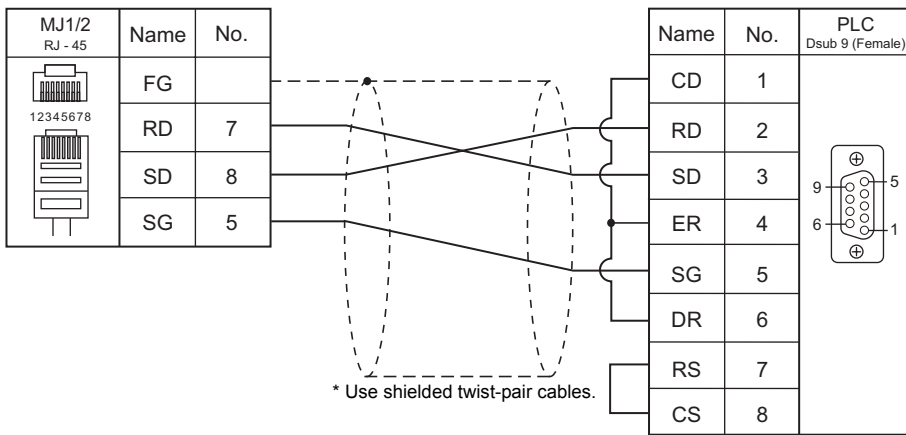 MJ1/2
RJ - 45
Name No.
12345678
FG
RD 7
SD 8
SG 5
Name No.
PLC
Dsub 9 (Female)
CD 1
RD 2
SD 3
ER 4
SG 5
DR 6
RS 7
CS 8
9 5
6 1
* Use shielded twist-pair cables.